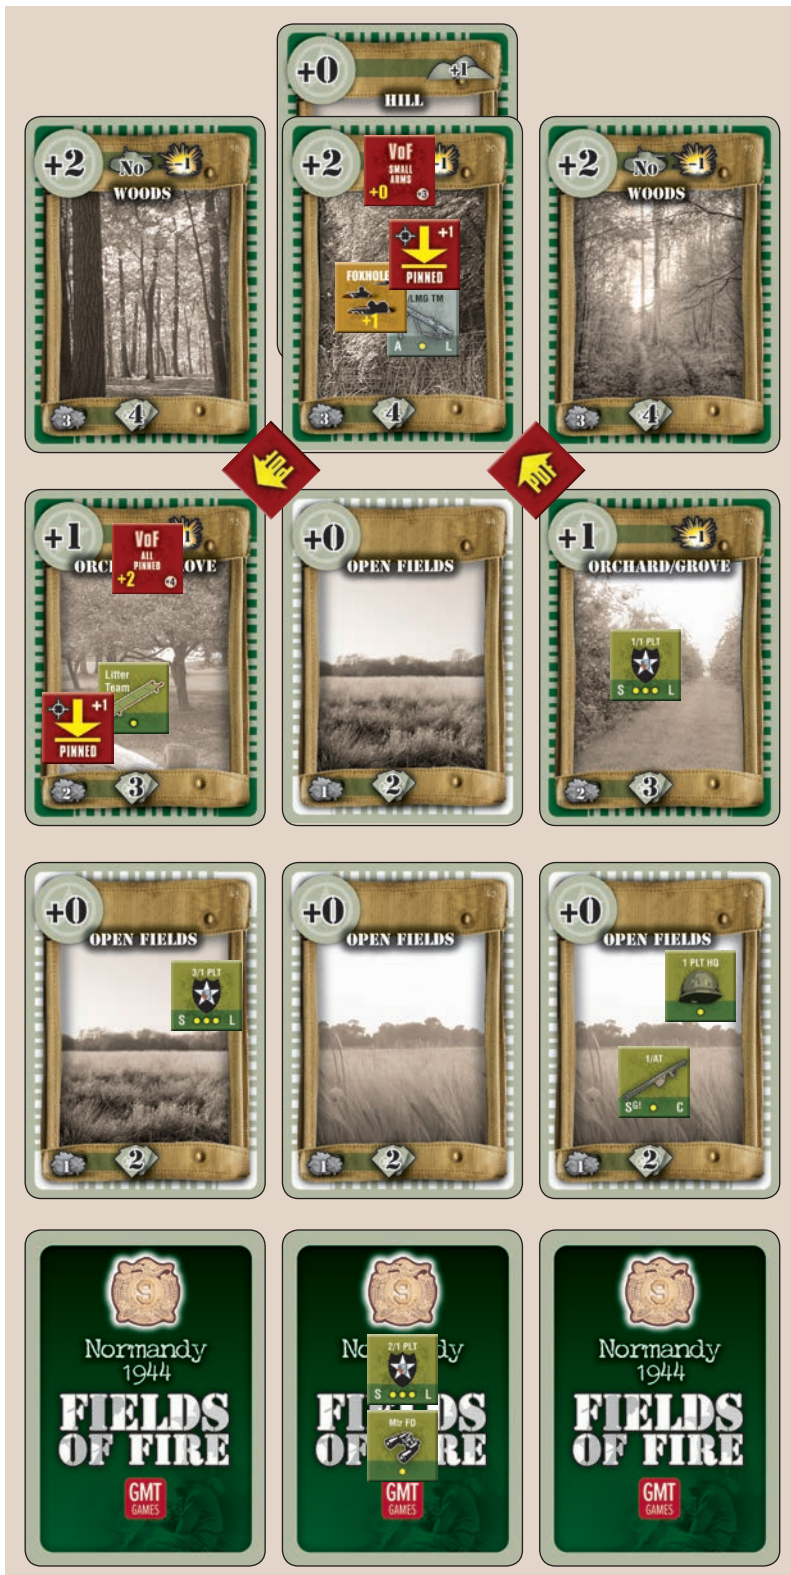 +0
+1
HILL
+2
No
-1
WOODS
3
4
+2
VoF
SMALL
ARMS
+0
+3
+1
PINNED
FOXHOLE
+1
/LMG TM
A
L
3
4
+2
No
-1
WOODS
3
4
PDF
PDF
+1
VoF
ALL
PINNED
+2
+4
Litter
Team
+1
PINNED
2
3
+0
OPEN FIELDS
1
2
+1
-1
ORCHARD/GROVE
1/1 PLT
S
L
2
3
+0
OPEN FIELDS
3/1 PLT
S
L
1
2
+0
OPEN FIELDS
1
2
+0
OPEN FIELDS
1 PLT HQ
1/AT
SG!
C
1
2
S
Normandy
1944
FIELDS
OF FIRE
GMT
GAMES
2/1 PLT
S
L
Mtr FO
GMT
GAMES
S
Normandy
1944
FIELDS
OF FIRE
GMT
GAMES